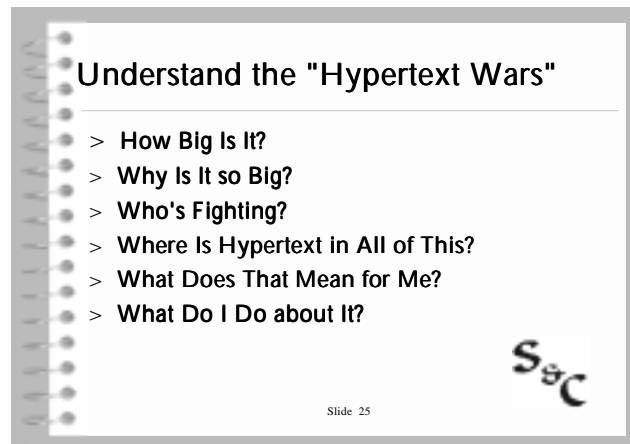 Understand the "Hypertext Wars"
> How Big Is It?
> Why Is It so Big?
> Who's Fighting?
> Where Is Hypertext in All of This?
> What Does That Mean for Me?
> What Do I Do about It?
S&C
Slide 25